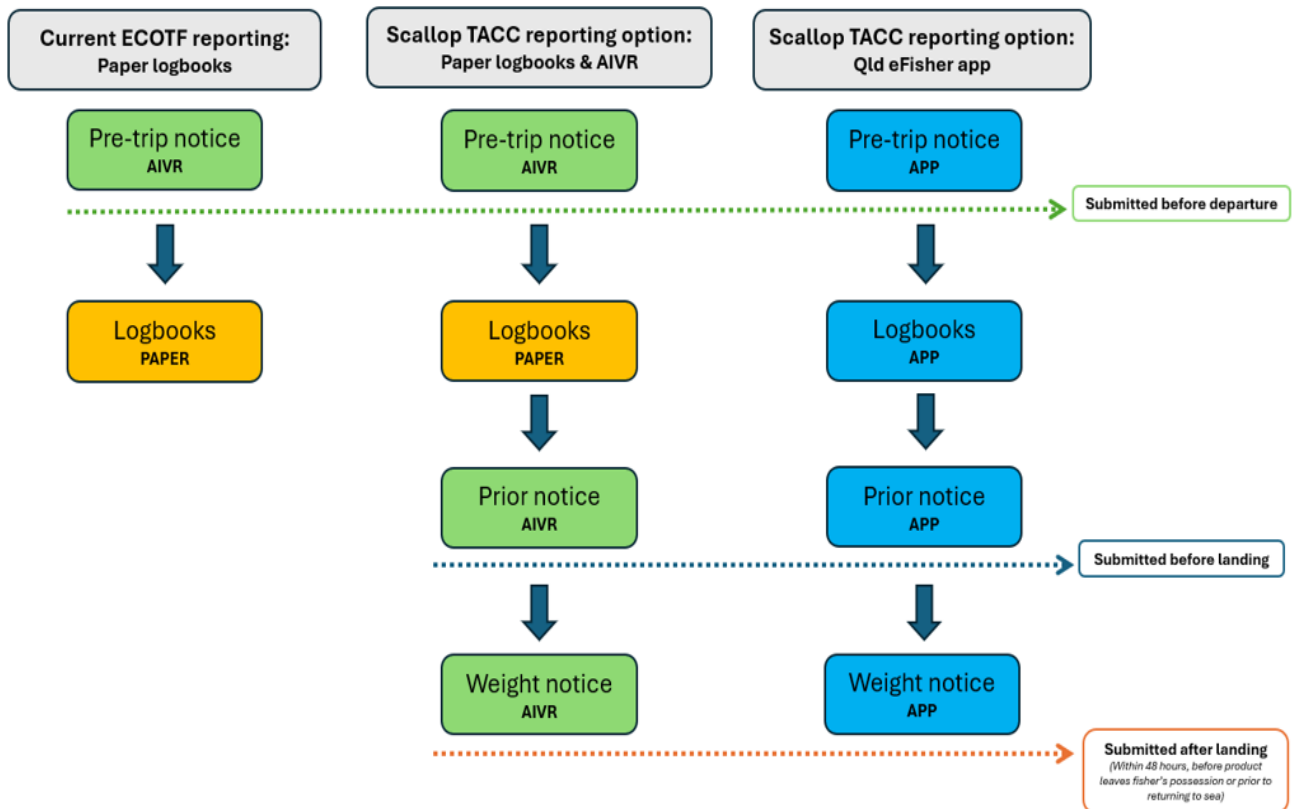 Current ECOTF reporting:
Paper logbooks
Scallop TACC reporting option:
Paper logbooks & AIVR
Scallop TACC reporting option:
Qld eFisher app
Pre-trip notice
AIVR
Pre-trip notice
AIVR
Pre-trip notice
APP
Submitted before departure
Logbooks
PAPER
Logbooks
PAPER
Logbooks
APP
Prior notice
AIVR
Prior notice
APP
Submitted before landing
Weight notice
AIVR
Weight notice
APP
Submitted after landing
(Within 48 hours, before product
leaves fisher's possession or prior to
returning to sea)